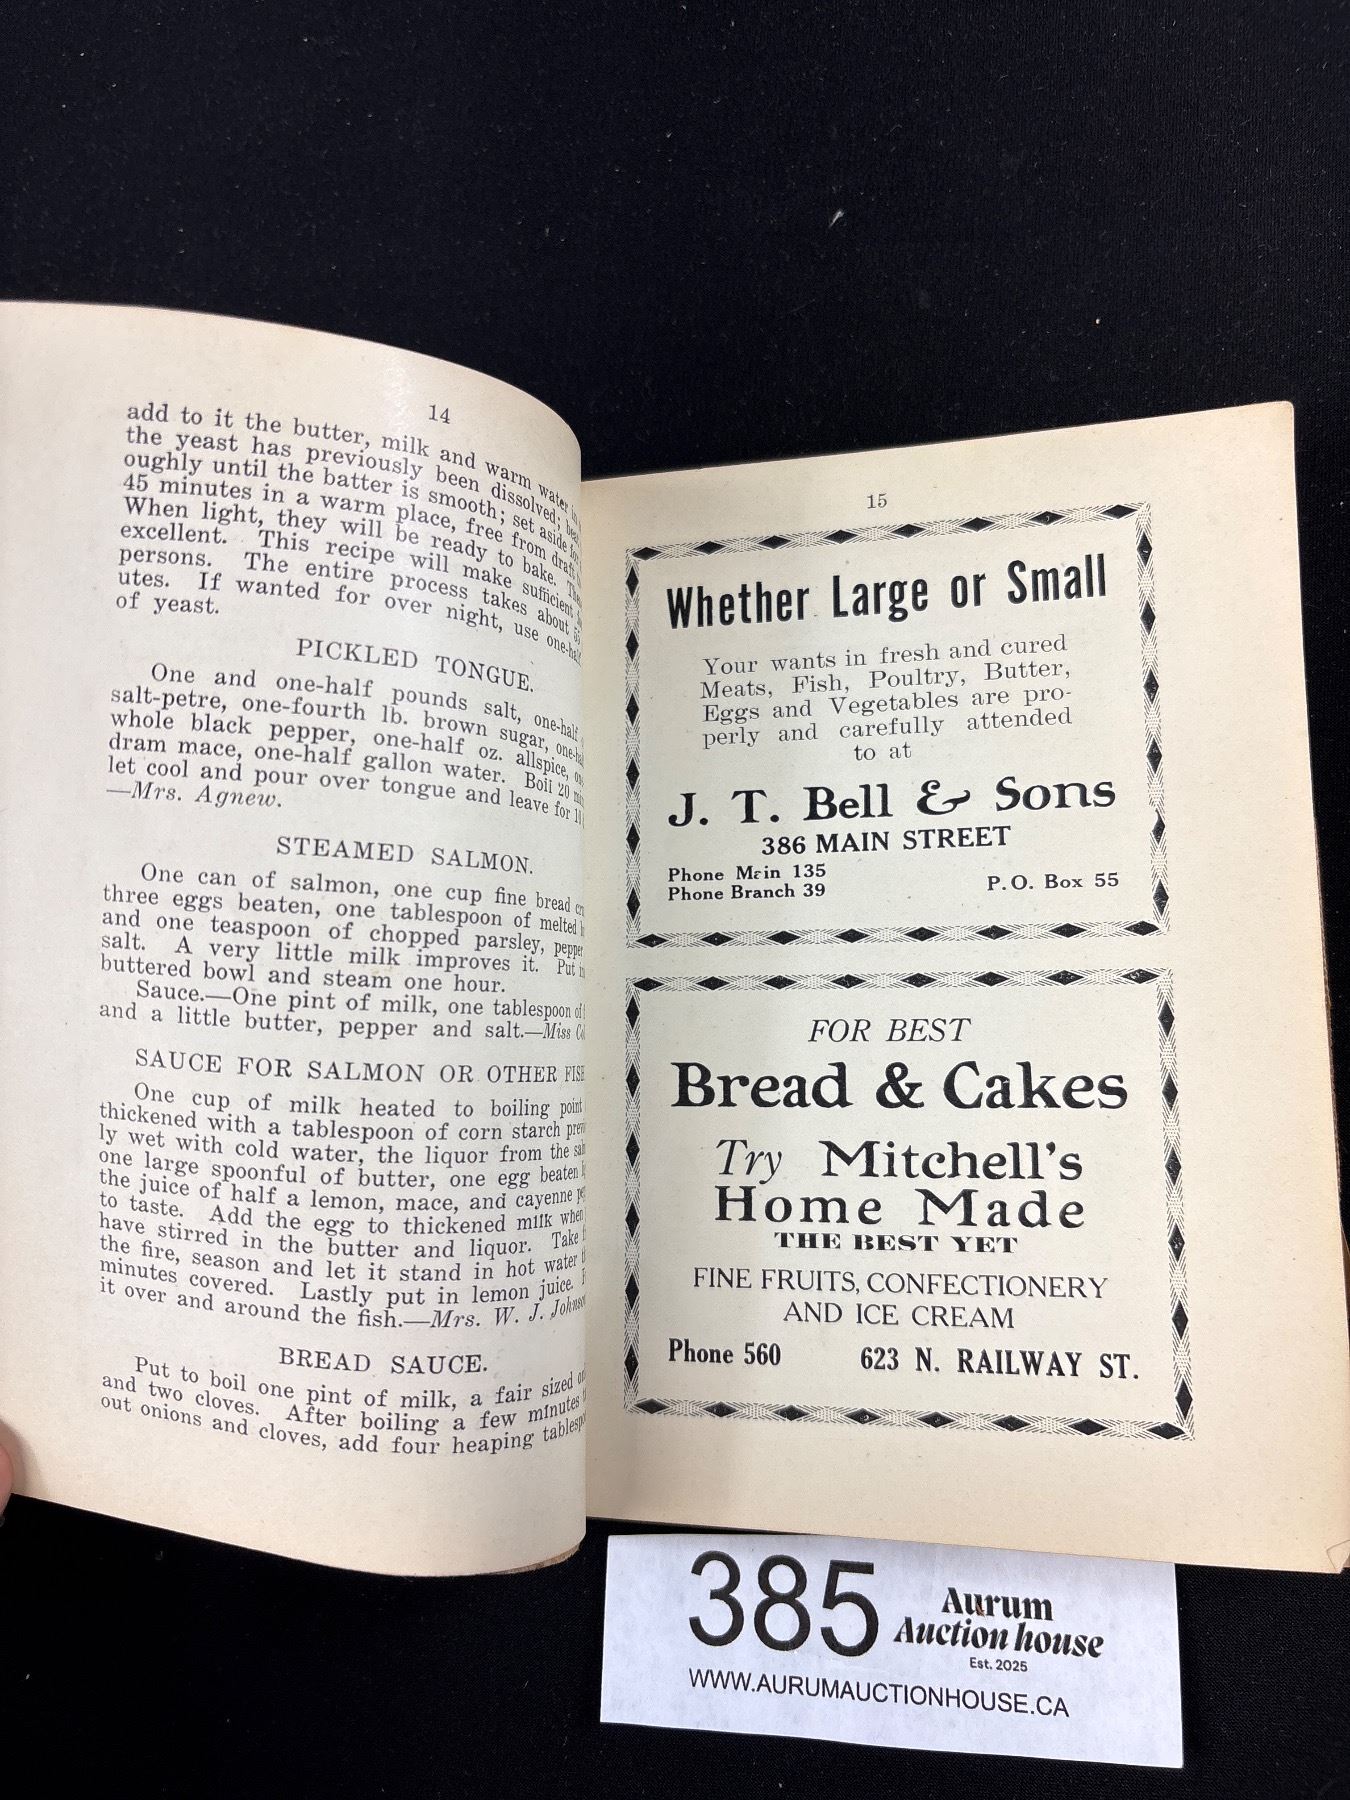 14
add to it the butter, milk and warm water in
the yeast has previously been dissolved;
oughly until the batter is smooth; set aside for
45 minutes in a warm place, free from draft
When light, they will be ready to bake.
excellent. This recipe will make sufficient
persons. The entire process takes about
utes. If wanted for over night, use one-half
of yeast.
PICKLED TONGUE.
One and one-half pounds salt, one-half
salt-petre, one-fourth lb. brown sugar, one-
whole black pepper, one-half oz. allspice,
dram mace, one-half gallon water. Boil 20
let cool and pour over tongue and leave for 10
—Mrs. Agnew.
STEAMED SALMON.
One can of salmon, one cup fine bread
three eggs beaten, one tablespoon of melted
and one teaspoon of chopped parsley, pepper
salt. A very little milk improves it. Put
buttered bowl and steam one hour.
Sauce.—One pint of milk, one tablespoon of
and a little butter, pepper and salt.—Miss
SAUCE FOR SALMON OR OTHER FISH
One cup of milk heated to boiling point
thickened with a tablespoon of corn starch
ly wet with cold water, the liquor from the
one large spoonful of butter, one egg beaten
the juice of half a lemon, mace, and cayenne
to taste. Add the egg to thickened milk when
have stirred in the butter and liquor. Take
the fire, season and let it stand in hot water
minutes covered. Lastly put in lemon juice.
it over and around the fish.—Mrs. W. J.
BREAD SAUCE.
Put to boil one pint of milk, a fair sized
and two cloves. After boiling a few minutes
out onions and cloves, add four heaping
15
Whether Large or Small
Your wants in fresh and cured
Meats, Fish, Poultry, Butter,
Eggs and Vegetables are pro-
perly and carefully attended
to at
J. T. Bell & Sons
386 MAIN STREET
Phone Main 135
Phone Branch 39
P.O. Box 55
FOR BEST
Bread & Cakes
Try Mitchell's
Home Made
THE BEST YET
FINE FRUITS, CONFECTIONERY
AND ICE CREAM
Phone 560 623 N. RAILWAY ST.
385
Aurum
Auction house
Est. 2025
WWW.AURUMAUCTIONHOUSE.CA